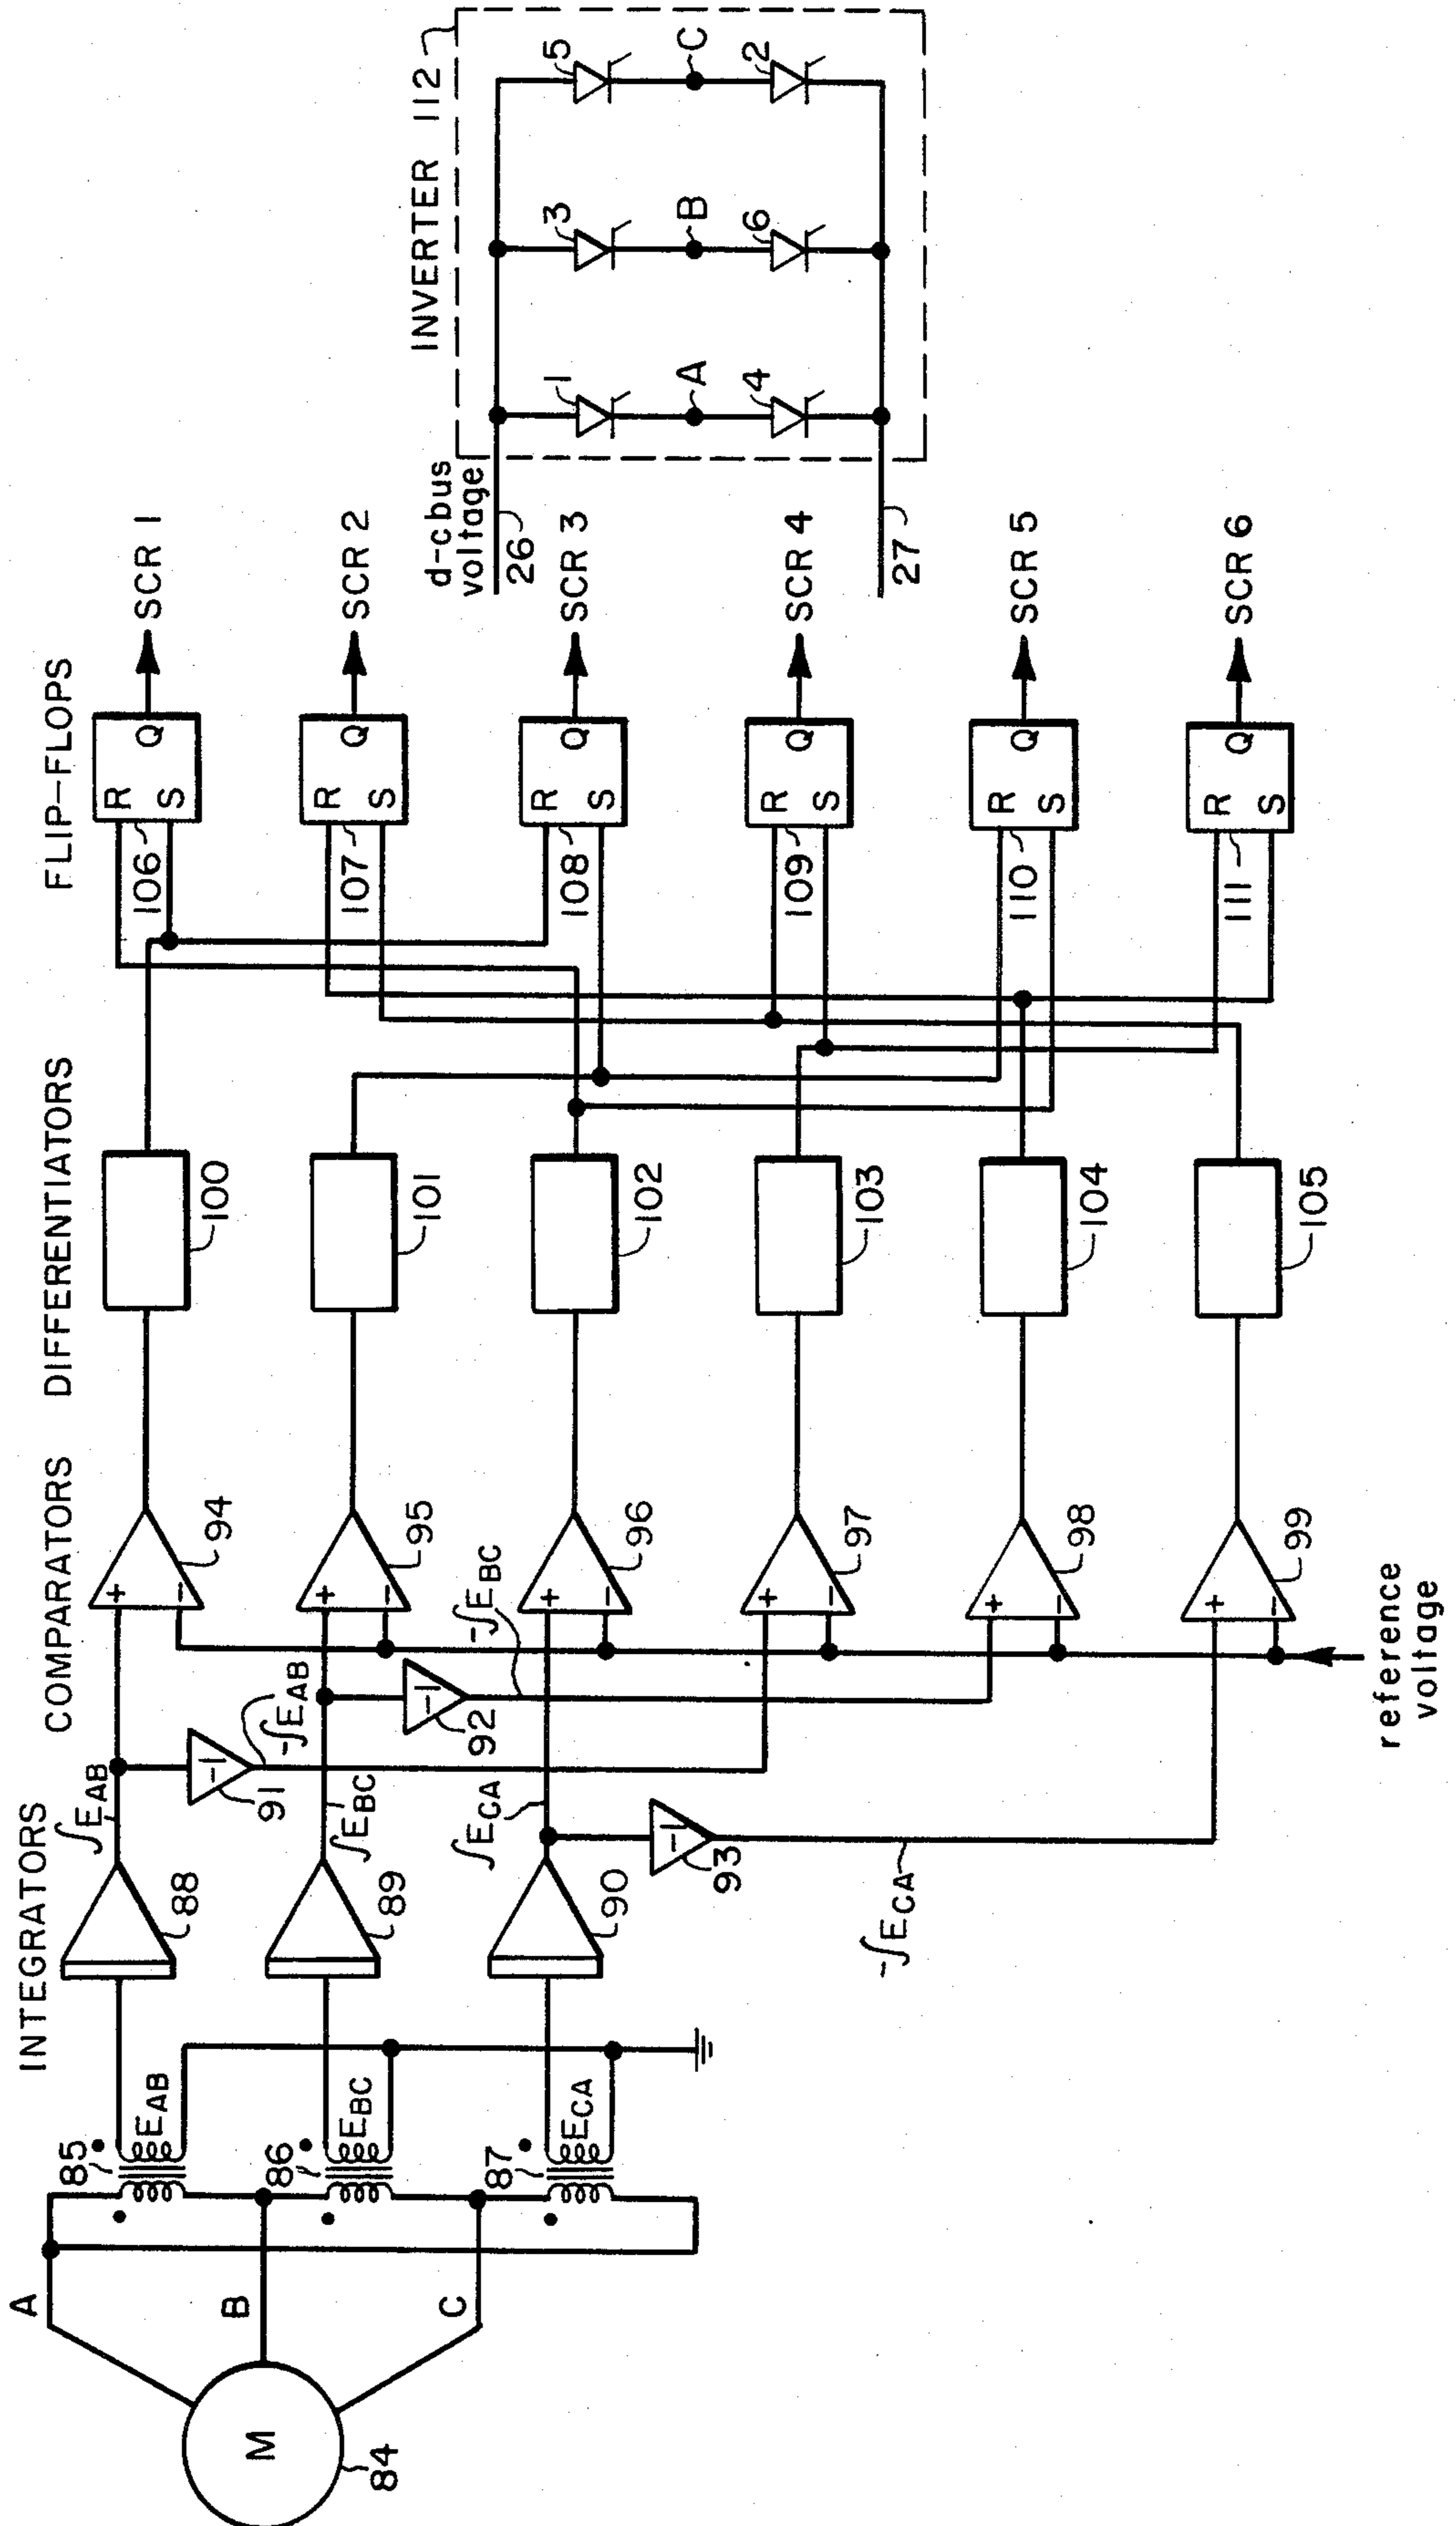 INTEGRATORS
COMPARATORS
DIFFERENTIATORS
FLIP-FLOPS
A
B
C
M
84
85
E_AB
86
E_BC
87
E_CA
88
89
90
∫E_AB
∫E_BC
∫E_CA
-1
91
-∫E_AB
-1
92
-∫E_BC
-1
93
-∫E_CA
+
-
94
+
-
95
+
-
96
+
-
97
+
-
98
+
-
99
reference
voltage
100
101
102
103
104
105
R
S
Q
106
SCR 1
R
S
Q
107
SCR 2
R
S
Q
108
SCR 3
R
S
Q
109
SCR 4
R
S
Q
110
SCR 5
R
S
Q
111
SCR 6
INVERTER 112
d-c bus
voltage
26
27
1
3
5
A
B
C
4
6
2